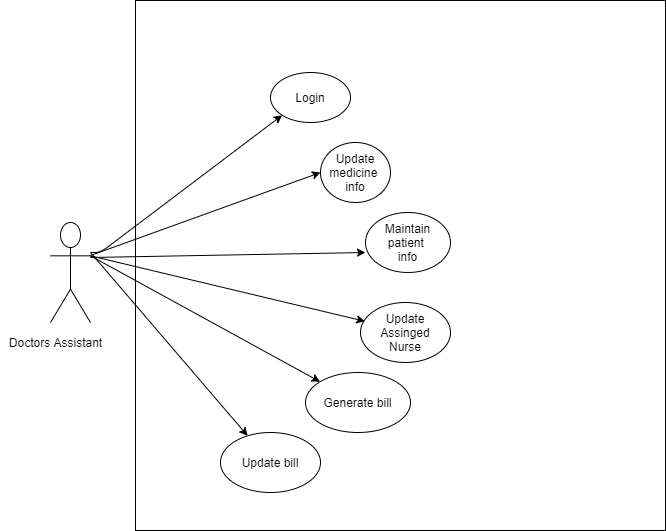 Login
Update
medicine
info
Maintain
patient
info
Doctors Assistant
Update
Assinged
Nurse
Generate bill
Update bill